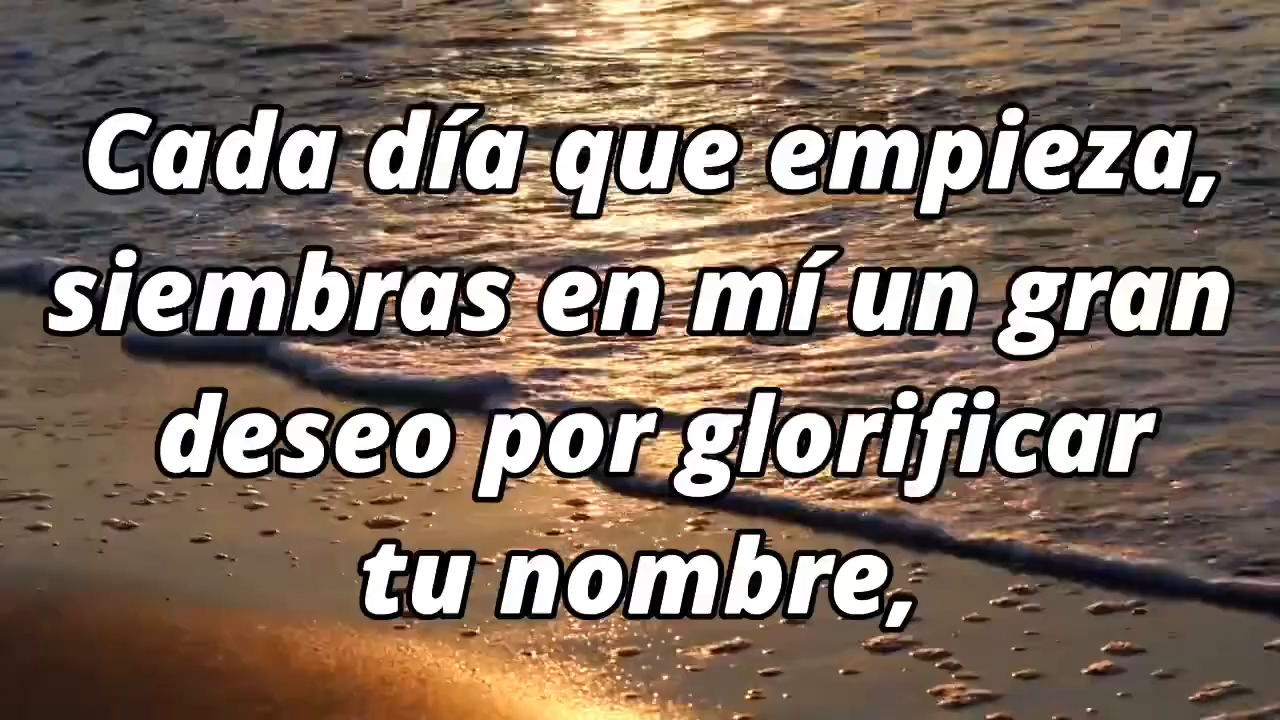 Cada día que empieza,
siembras en mí un gran
deseo por glorificar
tu nombre,